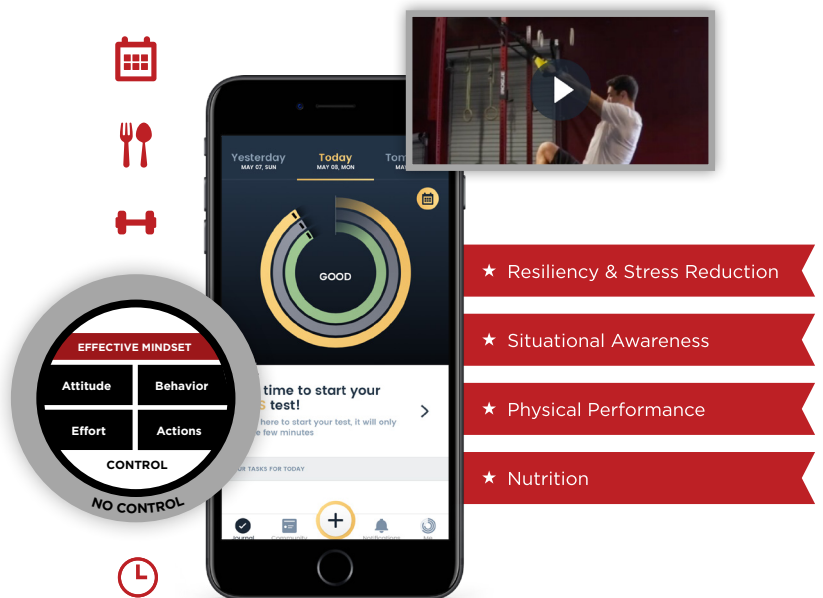 Yesterday
MAY 07, SUN
Today
MAY 08, MON
GOOD
time to start your
test!
here to start your test, it will only
few minutes
TASKS FOR TODAY
Journal
Community
Notifications
Me
EFFECTIVE MINDSET
Attitude
Behavior
Effort
Actions
CONTROL
NO CONTROL
Resiliency & Stress Reduction
Situational Awareness
Physical Performance
Nutrition